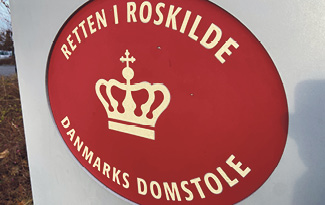 RETTEN I ROSKILDE
DANMARKS DOMSTOLE